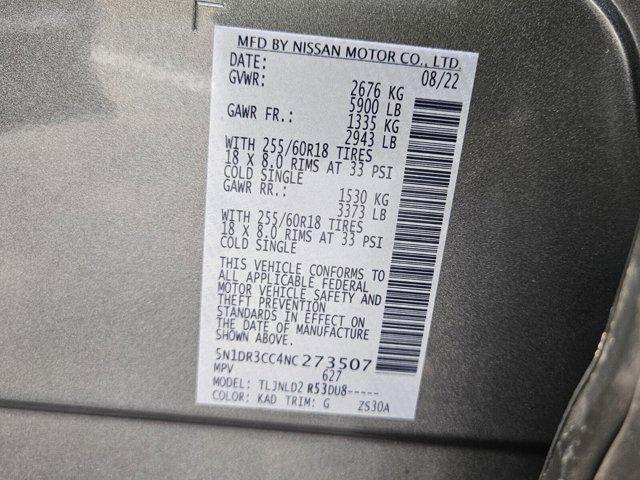 MFD BY NISSAN MOTOR CO., LTD.
DATE: 08/22
GVWR: 2676 KG
5900 LB
GAWR FR.: 1335 KG
2943 LB
WITH 255/60R18 TIRES
18 X 8.0 RIMS AT 33 PSI
COLD SINGLE
GAWR RR.: 1530 KG
3373 LB
WITH 255/60R18 TIRES
18 X 8.0 RIMS AT 33 PSI
COLD SINGLE
THIS VEHICLE CONFORMS TO
ALL APPLICABLE FEDERAL
MOTOR VEHICLE SAFETY AND
THEFT PREVENTION
STANDARDS IN EFFECT ON
THE DATE OF MANUFACTURE
SHOWN ABOVE.
5N1DR3CC4NC273507
MPV 627
MODEL: TLJNLD2 R53DU8-----
COLOR: KAD TRIM: G ZS30A